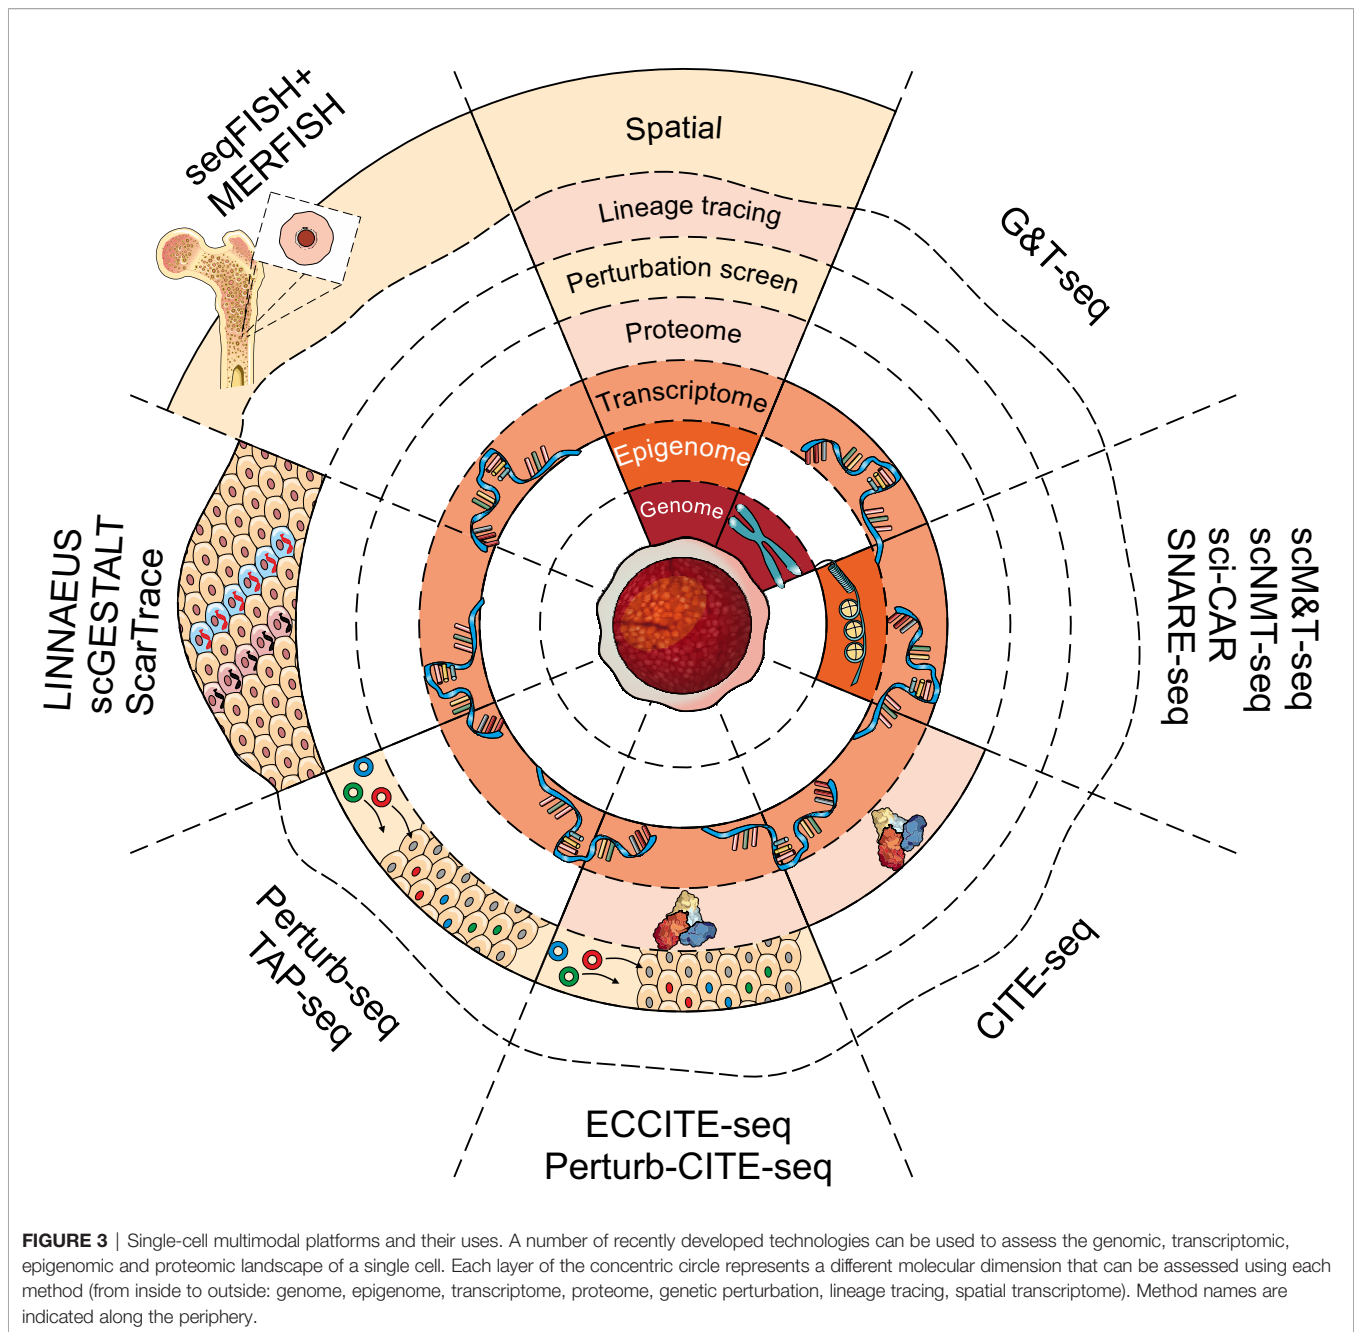 seqFISH+
MERFISH
Spatial
Lineage tracing
Perturbation screen
Proteome
Transcriptome
Epigenome
Genome
G&T-seq
scM&T-seq
scNMT-seq
sci-CAR
SNARE-seq
CITE-seq
ECCITE-seq
Perturb-CITE-seq
Perturb-seq
TAP-seq
LINNAEUS
scGESTALT
ScarTrace
FIGURE 3 | Single-cell multimodal platforms and their uses. A number of recently developed technologies can be used to assess the genomic, transcriptomic,
epigenomic and proteomic landscape of a single cell. Each layer of the concentric circle represents a different molecular dimension that can be assessed using each
method (from inside to outside: genome, epigenome, transcriptome, proteome, genetic perturbation, lineage tracing, spatial transcriptome). Method names are
indicated along the periphery.